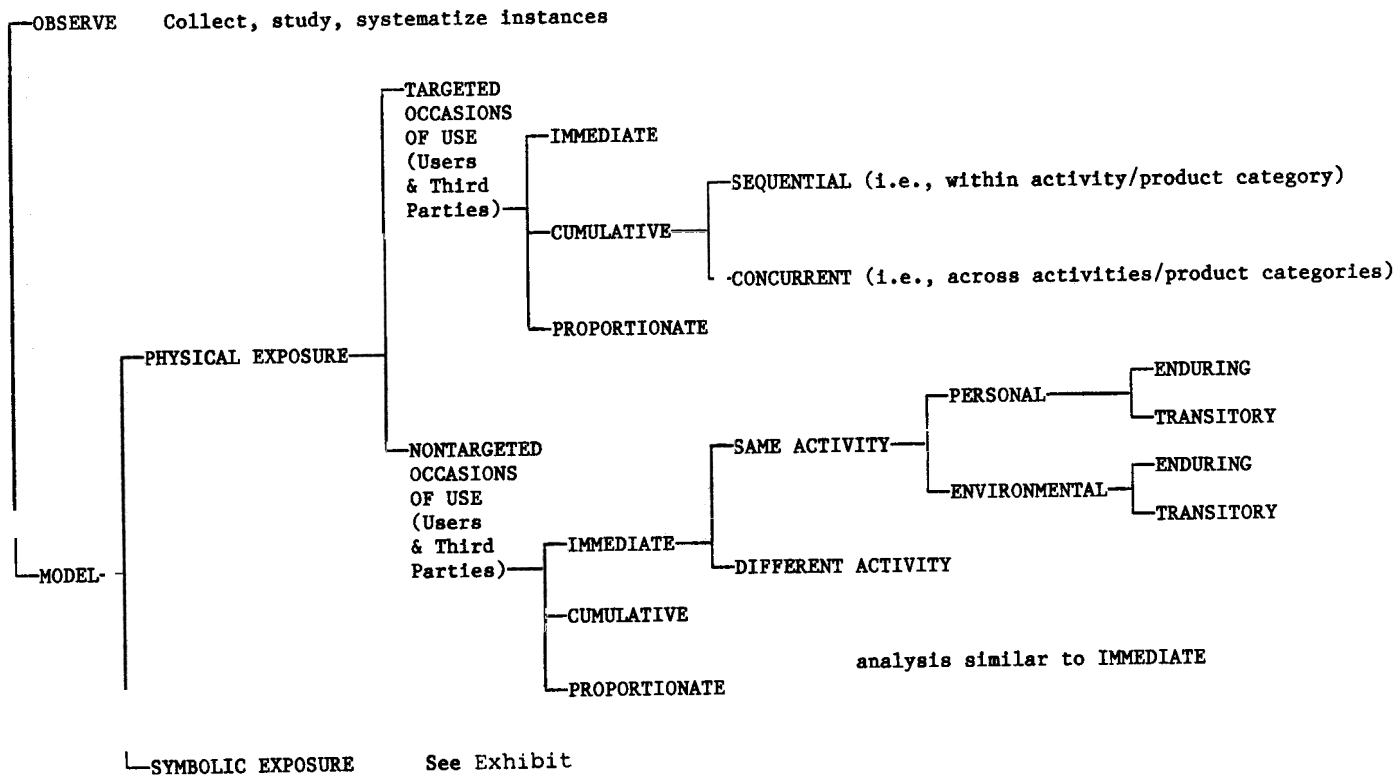 OBSERVE Collect, study, systematize instances
TARGETED
OCCASIONS
OF USE
(Users
& Third
Parties)
IMMEDIATE
CUMULATIVE
SEQUENTIAL (i.e., within activity/product category)
CONCURRENT (i.e., across activities/product categories)
PROPORTIONATE
PHYSICAL EXPOSURE
NONTARGETED
OCCASIONS
OF USE
(Users
& Third
Parties)
IMMEDIATE
SAME ACTIVITY
PERSONAL
ENDURING
TRANSITORY
ENVIRONMENTAL
ENDURING
TRANSITORY
DIFFERENT ACTIVITY
CUMULATIVE
PROPORTIONATE
analysis similar to IMMEDIATE
MODEL
SYMBOLIC EXPOSURE See Exhibit